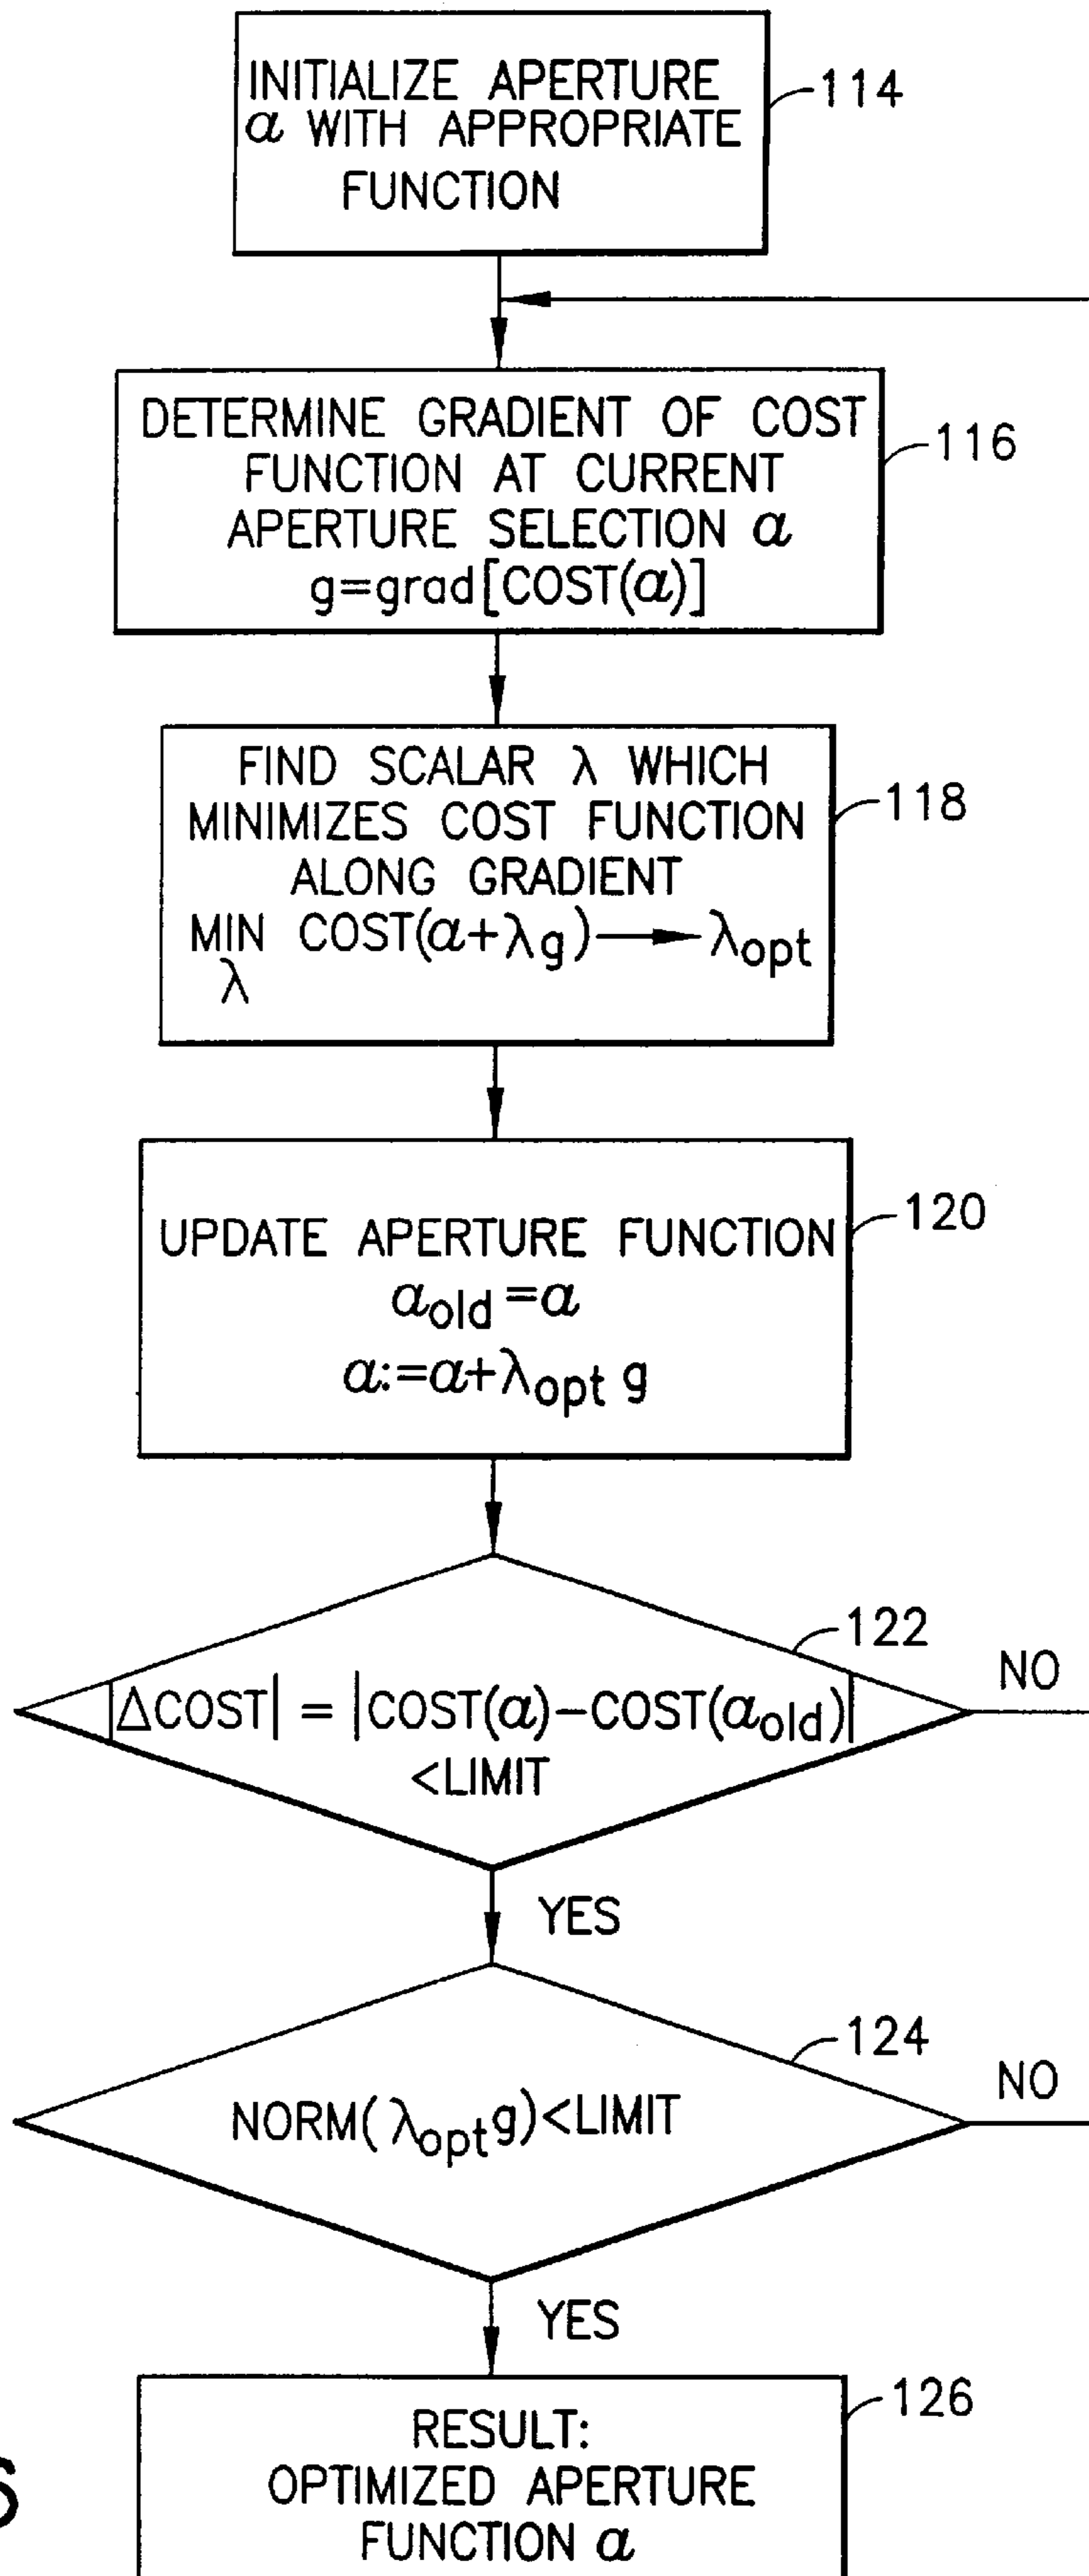 INITIALIZE APERTURE
α WITH APPROPRIATE
FUNCTION
114
DETERMINE GRADIENT OF COST
FUNCTION AT CURRENT
APERTURE SELECTION α
g=grad[COST(α)]
116
FIND SCALAR λ WHICH
MINIMIZES COST FUNCTION
ALONG GRADIENT
MIN COST(α+λg)→λopt
λ
118
UPDATE APERTURE FUNCTION
αold=α
α:=α+λopt g
120
|ΔCOST| = |COST(α)-COST(αold)|
<LIMIT
122
NO
YES
NORM(λopt g)<LIMIT
124
NO
YES
RESULT:
OPTIMIZED APERTURE
FUNCTION α
126